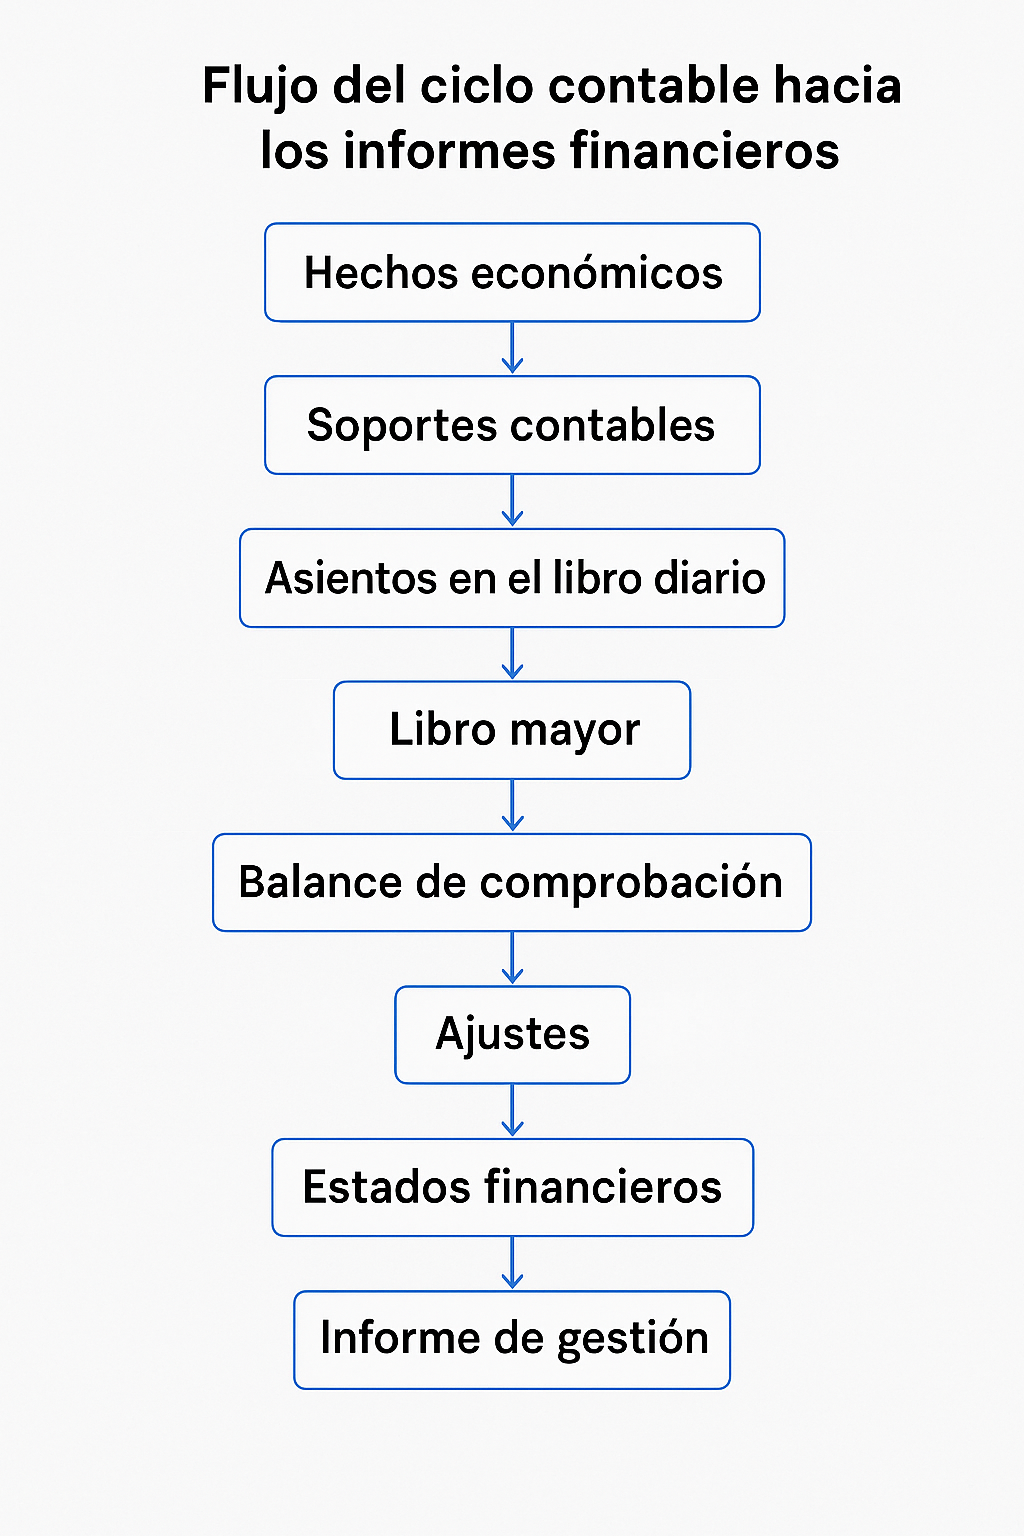 Flujo del ciclo contable hacia
los informes financieros
Hechos económicos
Soportes contables
Asientos en el libro diario
Libro mayor
Balance de comprobación
Ajustes
Estados financieros
Informe de gestión